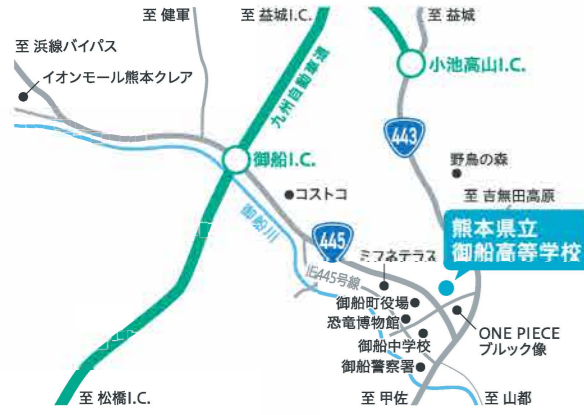 至 健軍
至 益城I.C.
至 益城
至 浜線バイパス
イオンモール熊本クレア
九州自動車道
小池高山I.C.
443
御船I.C.
野鳥の森
コストコ
至 吉無田高原
御船川
445
熊本県立
御船高等学校
ミフネテラス
旧445号線
御船町役場
恐竜博物館
ONE PIECE
ブルック像
御船中学校
御船警察署
至 松橋I.C.
至 甲佐
至 山都